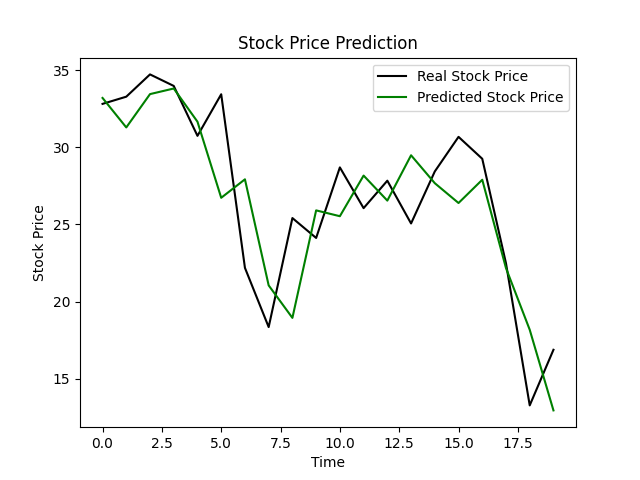 Stock Price Prediction
Real Stock Price
Predicted Stock Price
Stock Price
35
30
25
20
15
0.0 2.5 5.0 7.5 10.0 12.5 15.0 17.5
Time